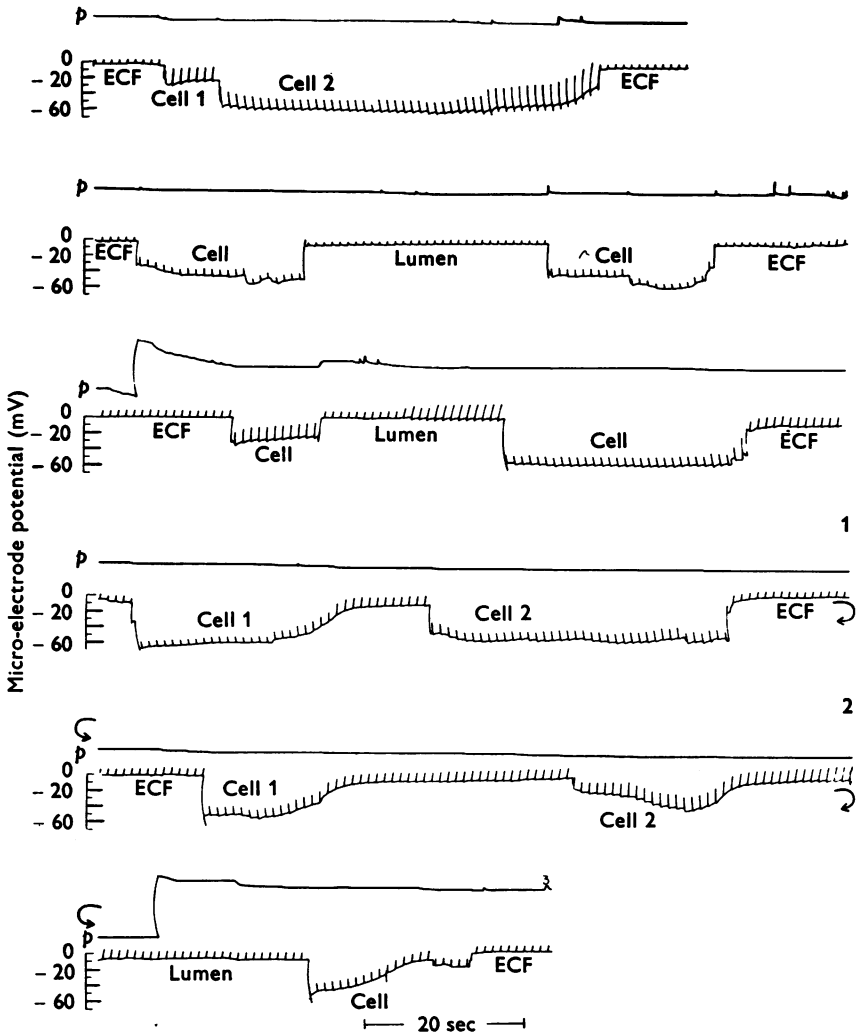 p
0
– 20
– 60
ECF
Cell 1
Cell 2
ECF
p
0
– 20
– 60
ECF
Cell
Lumen
^ Cell
ECF
p
0
– 20
– 60
ECF
Cell
Lumen
Cell
ECF
Micro-electrode potential (mV)
1
p
0
– 20
– 60
Cell 1
Cell 2
ECF
2
p
0
– 20
– 60
ECF
Cell 1
Cell 2
p
0
– 20
– 60
Lumen
Cell
ECF
3
20 sec